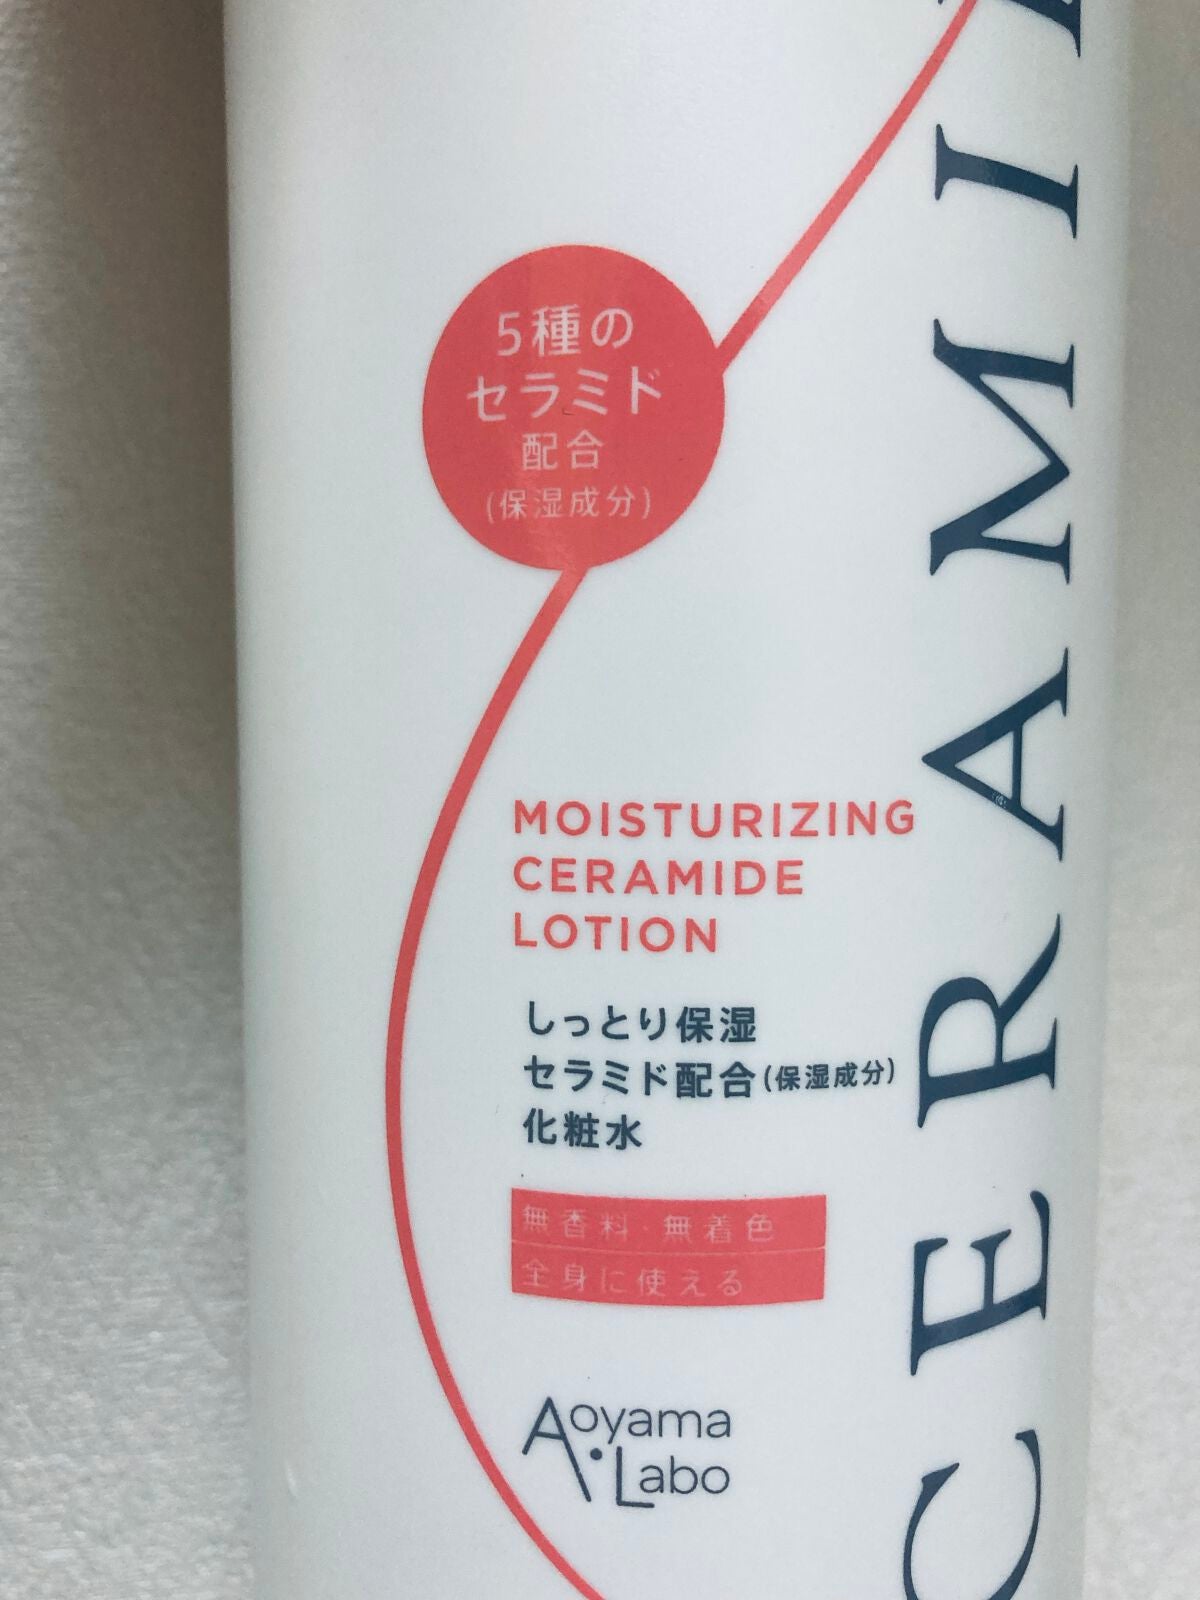 5種の
セラミド
配合
(保湿成分)
MOISTURIZING
CERAMIDE
LOTION
しっとり保湿
セラミド配合(保湿成分)
化粧水
無香料・無着色
全身に使える
Aoyama
Labo
CERAMI